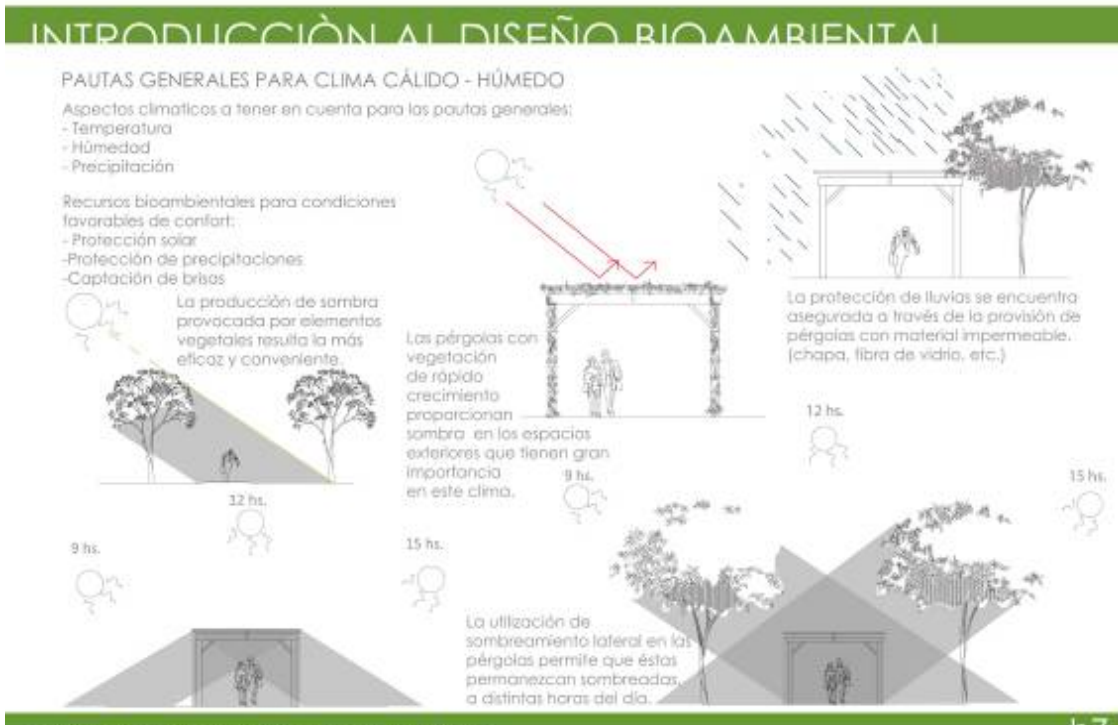 INTRODUCCIÒN AL DISEÑO BIOAMBIENTAL
PAUTAS GENERALES PARA CLIMA CÁLIDO - HÚMEDO
Aspectos climaticos a tener en cuenta para las pautas generales:
- Temperatura
- Húmedad
- Precipitación
Recursos bioambientales para condiciones
favorables de confort:
- Protección solar
-Protección de precipitaciones
-Captación de brisas
La producción de sombra
provocada por elementos
vegetales resulta la más
eficaz y conveniente.
Las pérgolas con
vegetación
de rápido
crecimiento
proporcionan
sombra en los espacios
exteriores que tienen gran
importancia
en este clima.
La protección de lluvias se encuentra
asegurada a través de la provisión de
pérgolas con material impermeable.
(chapa, fibra de vidrio, etc.)
9 hs.
12 hs.
15 hs.
9 hs.
12 hs.
15 hs.
La utilización de
sombreamiento lateral en las
pérgolas permite que éstas
permanezcan sombreadas,
a distintas horas del día.